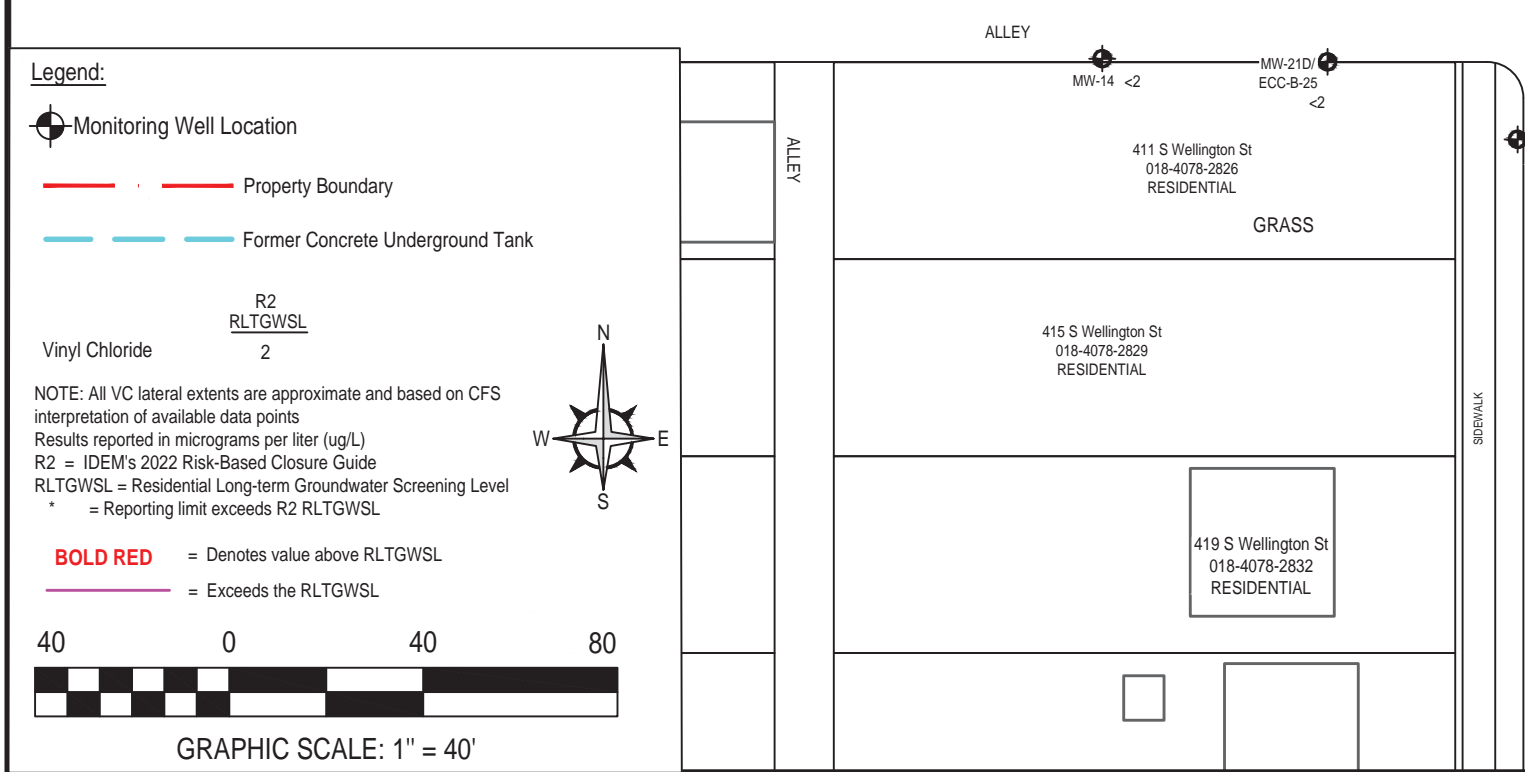 Legend:
Monitoring Well Location
Property Boundary
Former Concrete Underground Tank
R2
RLTGWSL
Vinyl Chloride 2
NOTE: All VC lateral extents are approximate and based on CFS
interpretation of available data points
Results reported in micrograms per liter (ug/L)
R2 = IDEM's 2022 Risk-Based Closure Guide
RLTGWSL = Residential Long-term Groundwater Screening Level
* = Reporting limit exceeds R2 RLTGWSL
BOLD RED = Denotes value above RLTGWSL
= Exceeds the RLTGWSL
N
W E
S
40 0 40 80
GRAPHIC SCALE: 1" = 40'
ALLEY
MW-14 <2
MW-21D/
ECC-B-25
<2
ALLEY
411 S Wellington St
018-4078-2826
RESIDENTIAL
GRASS
415 S Wellington St
018-4078-2829
RESIDENTIAL
SIDEWALK
419 S Wellington St
018-4078-2832
RESIDENTIAL